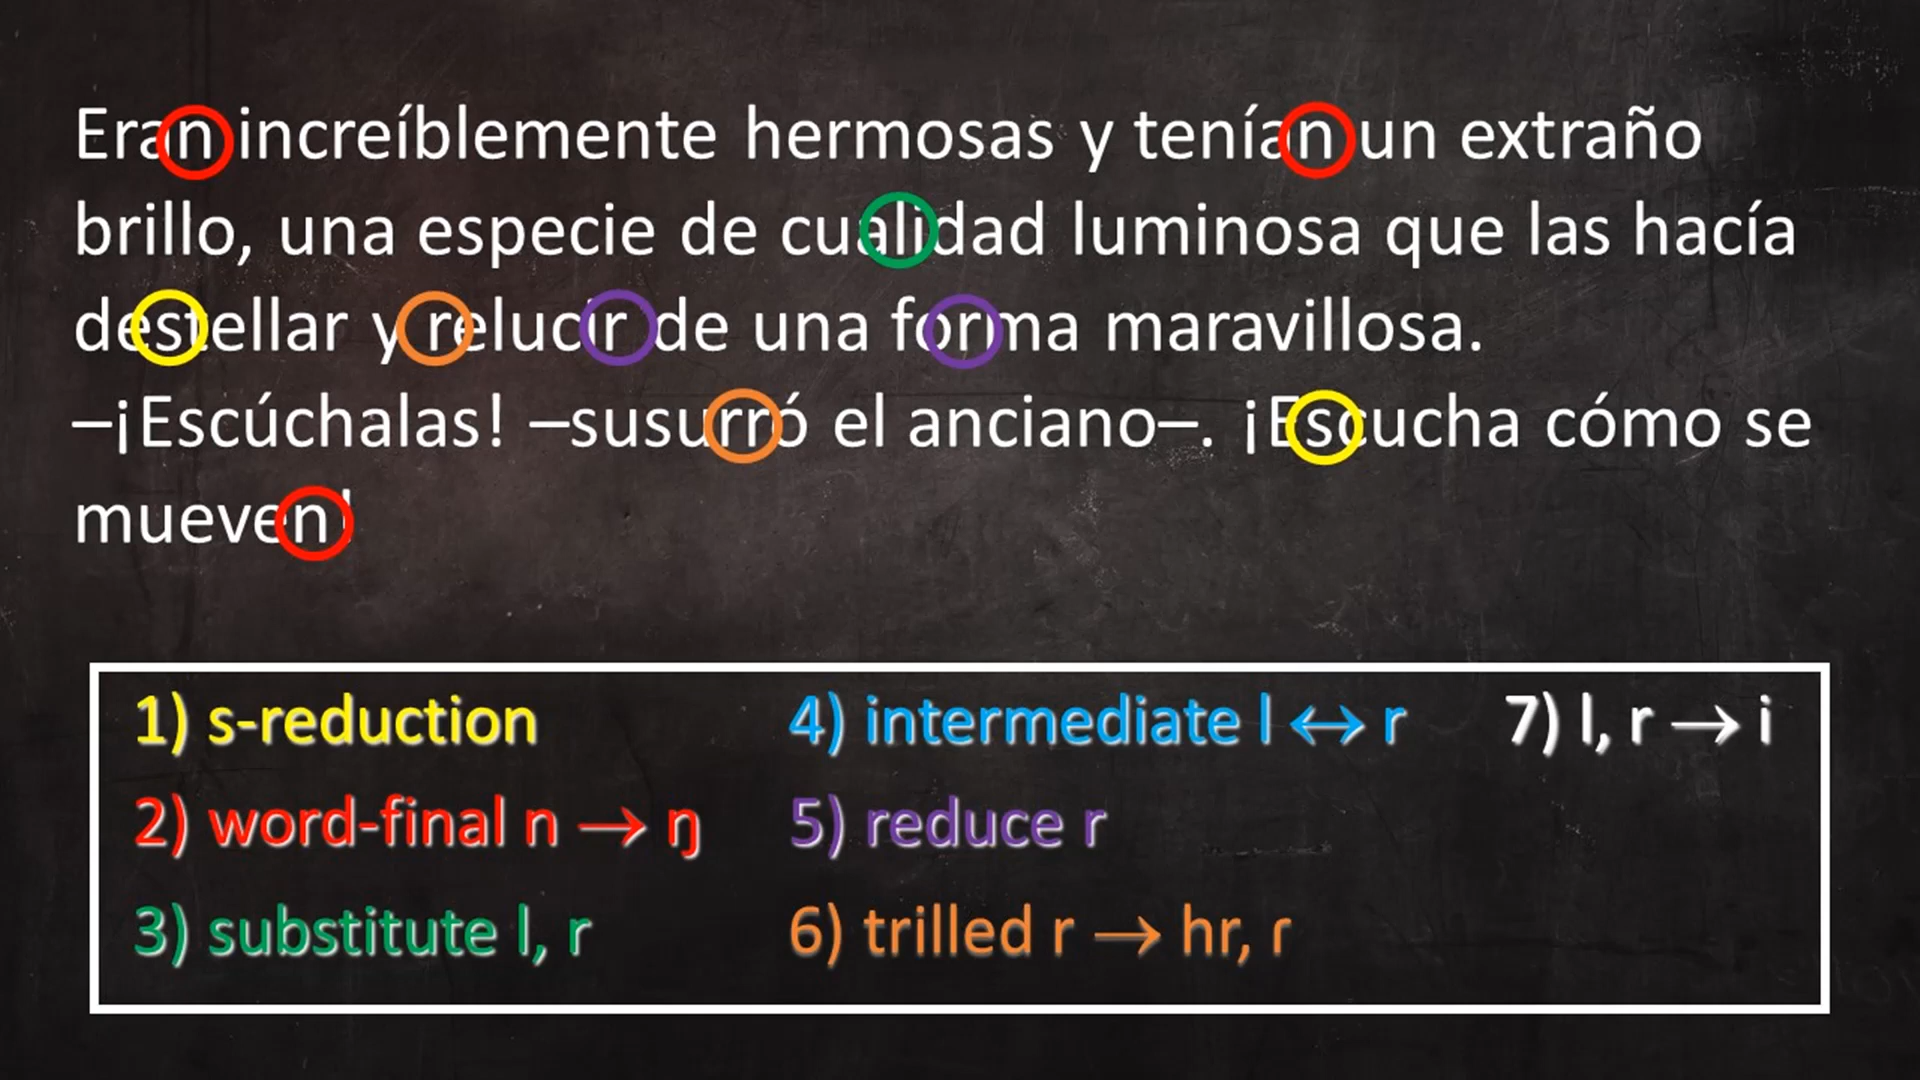 Eran increíblemente hermosas y tenían un extraño
brillo, una especie de cualidad luminosa que las hacía
destellar y relucir de una forma maravillosa.
–¡Escúchalas! –susurró el anciano–. ¡Escucha cómo se
mueven!
1) s-reduction
2) word-final n → ŋ
3) substitute l, r
4) intermediate l ↔ r
5) reduce r
6) trilled r → hr, ɾ
7) l, r → i